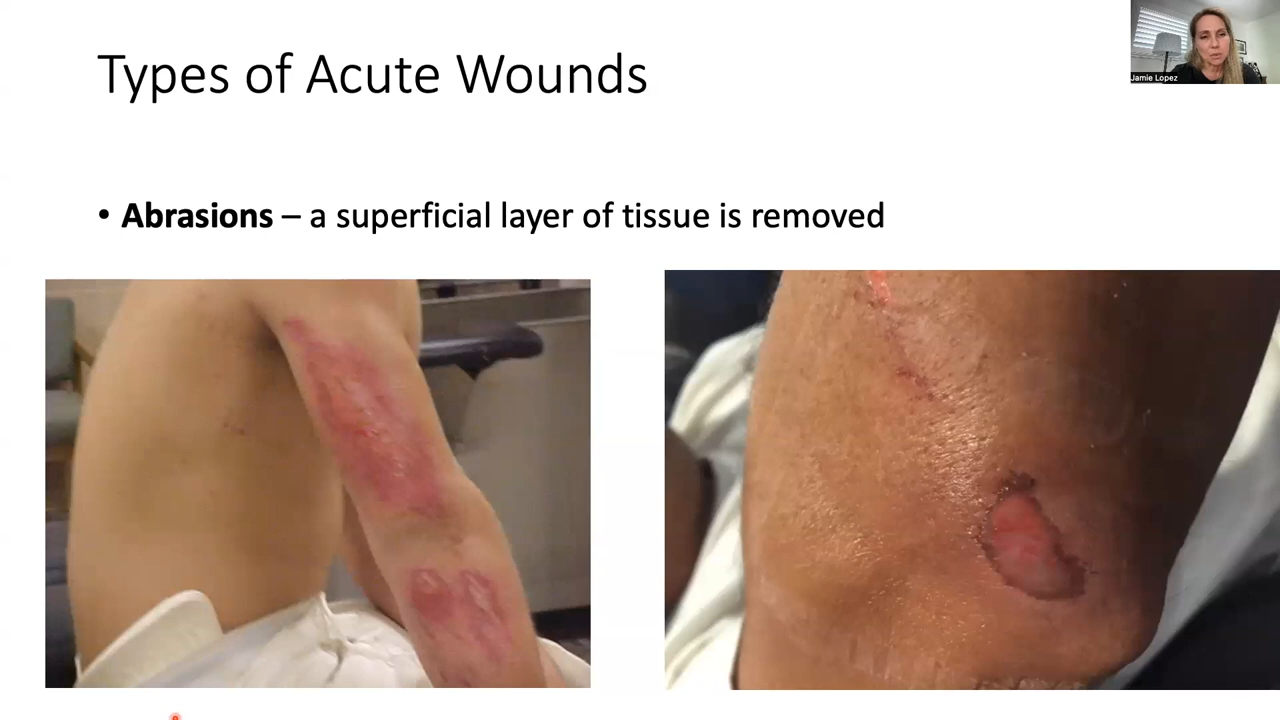 Types of Acute Wounds
Jamie Lopez
• Abrasions – a superficial layer of tissue is removed